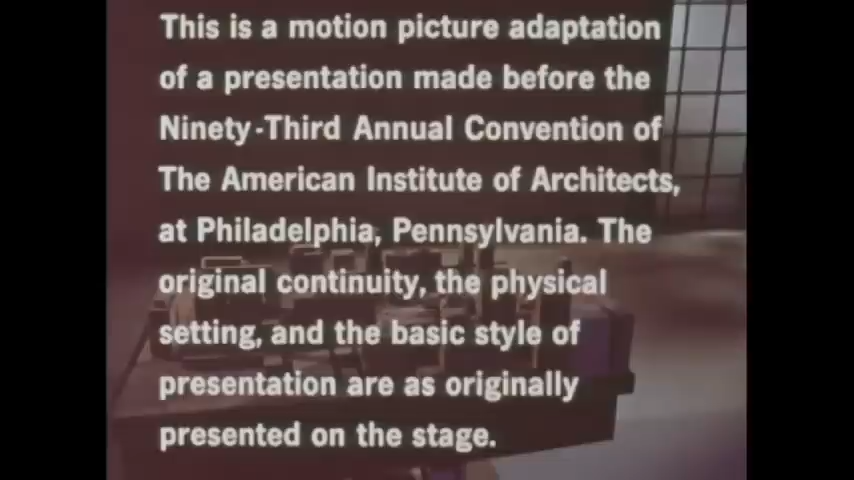 This is a motion picture adaptation
of a presentation made before the
Ninety-Third Annual Convention of
The American Institute of Architects,
at Philadelphia, Pennsylvania. The
original continuity, the physical
setting, and the basic style of
presentation are as originally
presented on the stage.